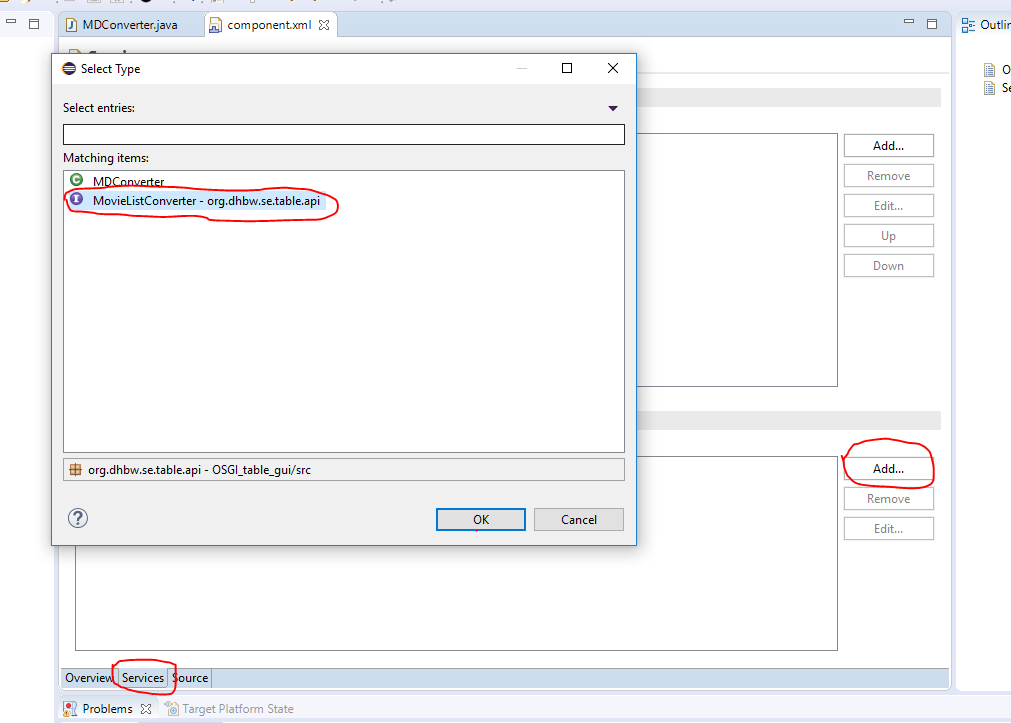 MDConverter.java
component.xml
Outlin
Select Type
Select entries:
Matching items:
MDConverter
MovieListConverter - org.dhbw.se.table.api
org.dhbw.se.table.api - OSGI_table_gui/src
OK
Cancel
Add...
Remove
Edit...
Up
Down
Add...
Remove
Edit...
O
Se
Overview
Services
Source
Problems
Target Platform State